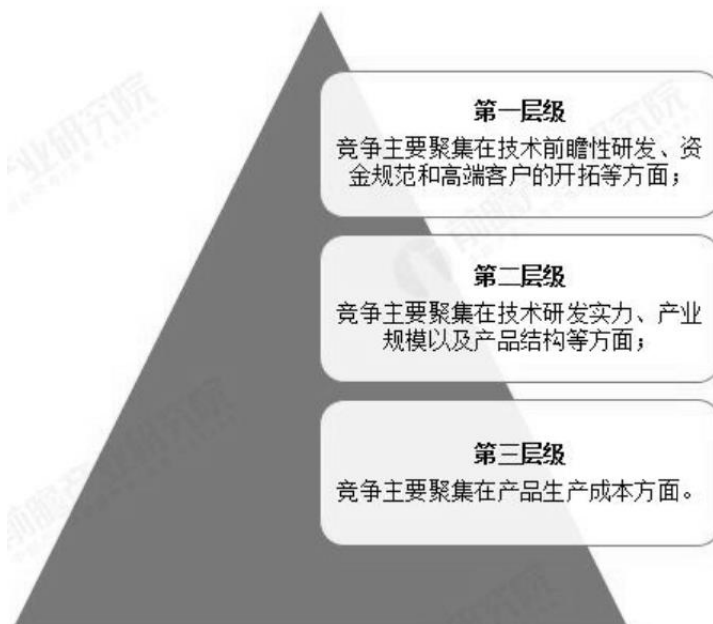 第一层级
竞争主要聚集在技术前瞻性研发、资
金规范和高端客户的开拓等方面；
第二层级
竞争主要聚集在技术研发实力、产业
规模以及产品结构等方面；
第三层级
竞争主要聚集在产品生产成本方面。